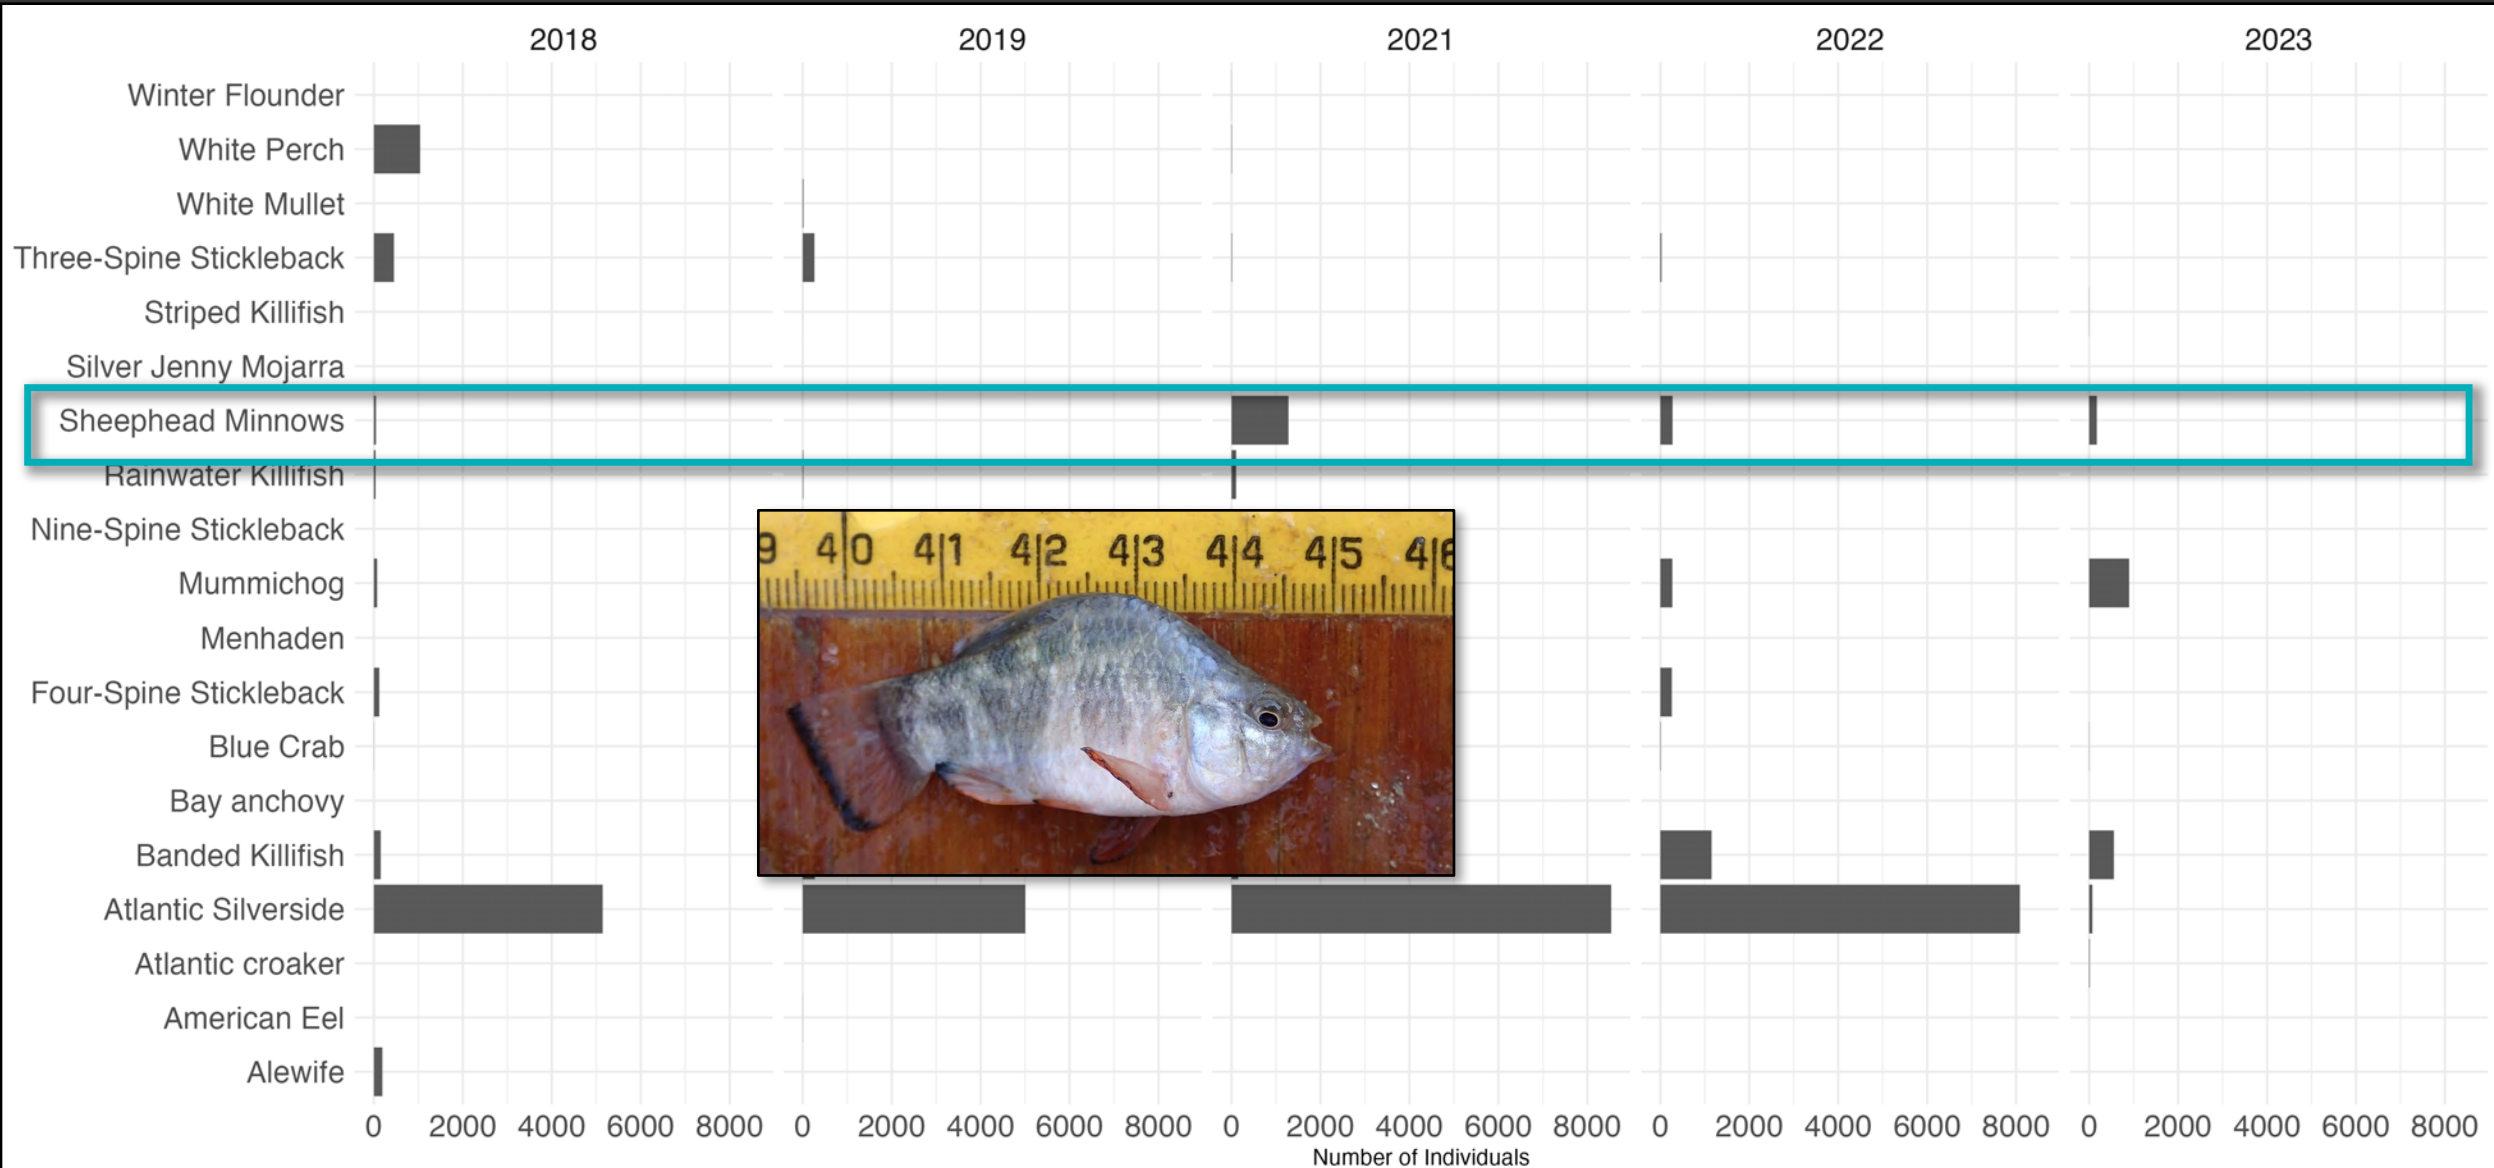 2018 2019 2021 2022 2023
Winter Flounder
White Perch
White Mullet
Three-Spine Stickleback
Striped Killifish
Silver Jenny Mojarra
Sheephead Minnows
Rainwater Killifish
Nine-Spine Stickleback
9 40 41 42 43 44 45 46
Mummichog
Menhaden
Four-Spine Stickleback
Blue Crab
Bay anchovy
Banded Killifish
Atlantic Silverside
Atlantic croaker
American Eel
Alewife
0 2000 4000 6000 8000 0 2000 4000 6000 8000 0 2000 4000 6000 8000 0 2000 4000 6000 8000 0 2000 4000 6000 8000
Number of Individuals